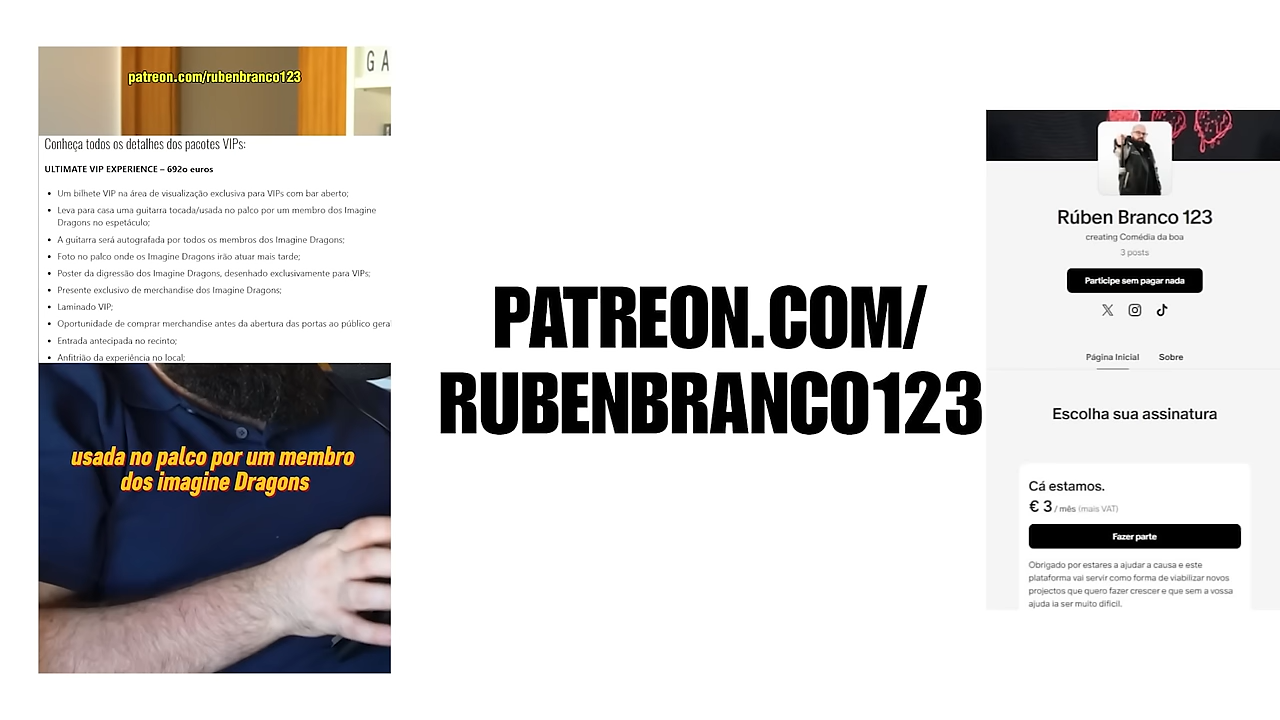 patreon.com/rubenbranco123
G A
Conheça todos os detalhes dos pacotes VIPs:
ULTIMATE VIP EXPERIENCE – 692o euros
Um bilhete VIP na área de visualização exclusiva para VIPs com bar aberto;
Leva para casa uma guitarra tocada/usada no palco por um membro dos Imagine
Dragons no espetáculo;
A guitarra será autografada por todos os membros dos Imagine Dragons;
Foto no palco onde os Imagine Dragons irão atuar mais tarde;
Poster da digressão dos Imagine Dragons, desenhado exclusivamente para VIPs;
Presente exclusivo de merchandise dos Imagine Dragons;
Laminado VIP;
Oportunidade de comprar merchandise antes da abertura das portas ao público geral
Entrada antecipada no recinto;
Anfitrião da experiência no local;
usada no palco por um membro
dos imagine Dragons
PATREON.COM/
RUBENBRANCO123
Rúben Branco 123
creating Comédia da boa
3 posts
Participe sem pagar nada
Página Inicial
Sobre
Escolha sua assinatura
Cá estamos.
€ 3 / mês (mais VAT)
Fazer parte
Obrigado por estares a ajudar a causa e este
plataforma vai servir como forma de viabilizar novos
projectos que quero fazer crescer e que sem a vossa
ajuda ia ser muito difícil.